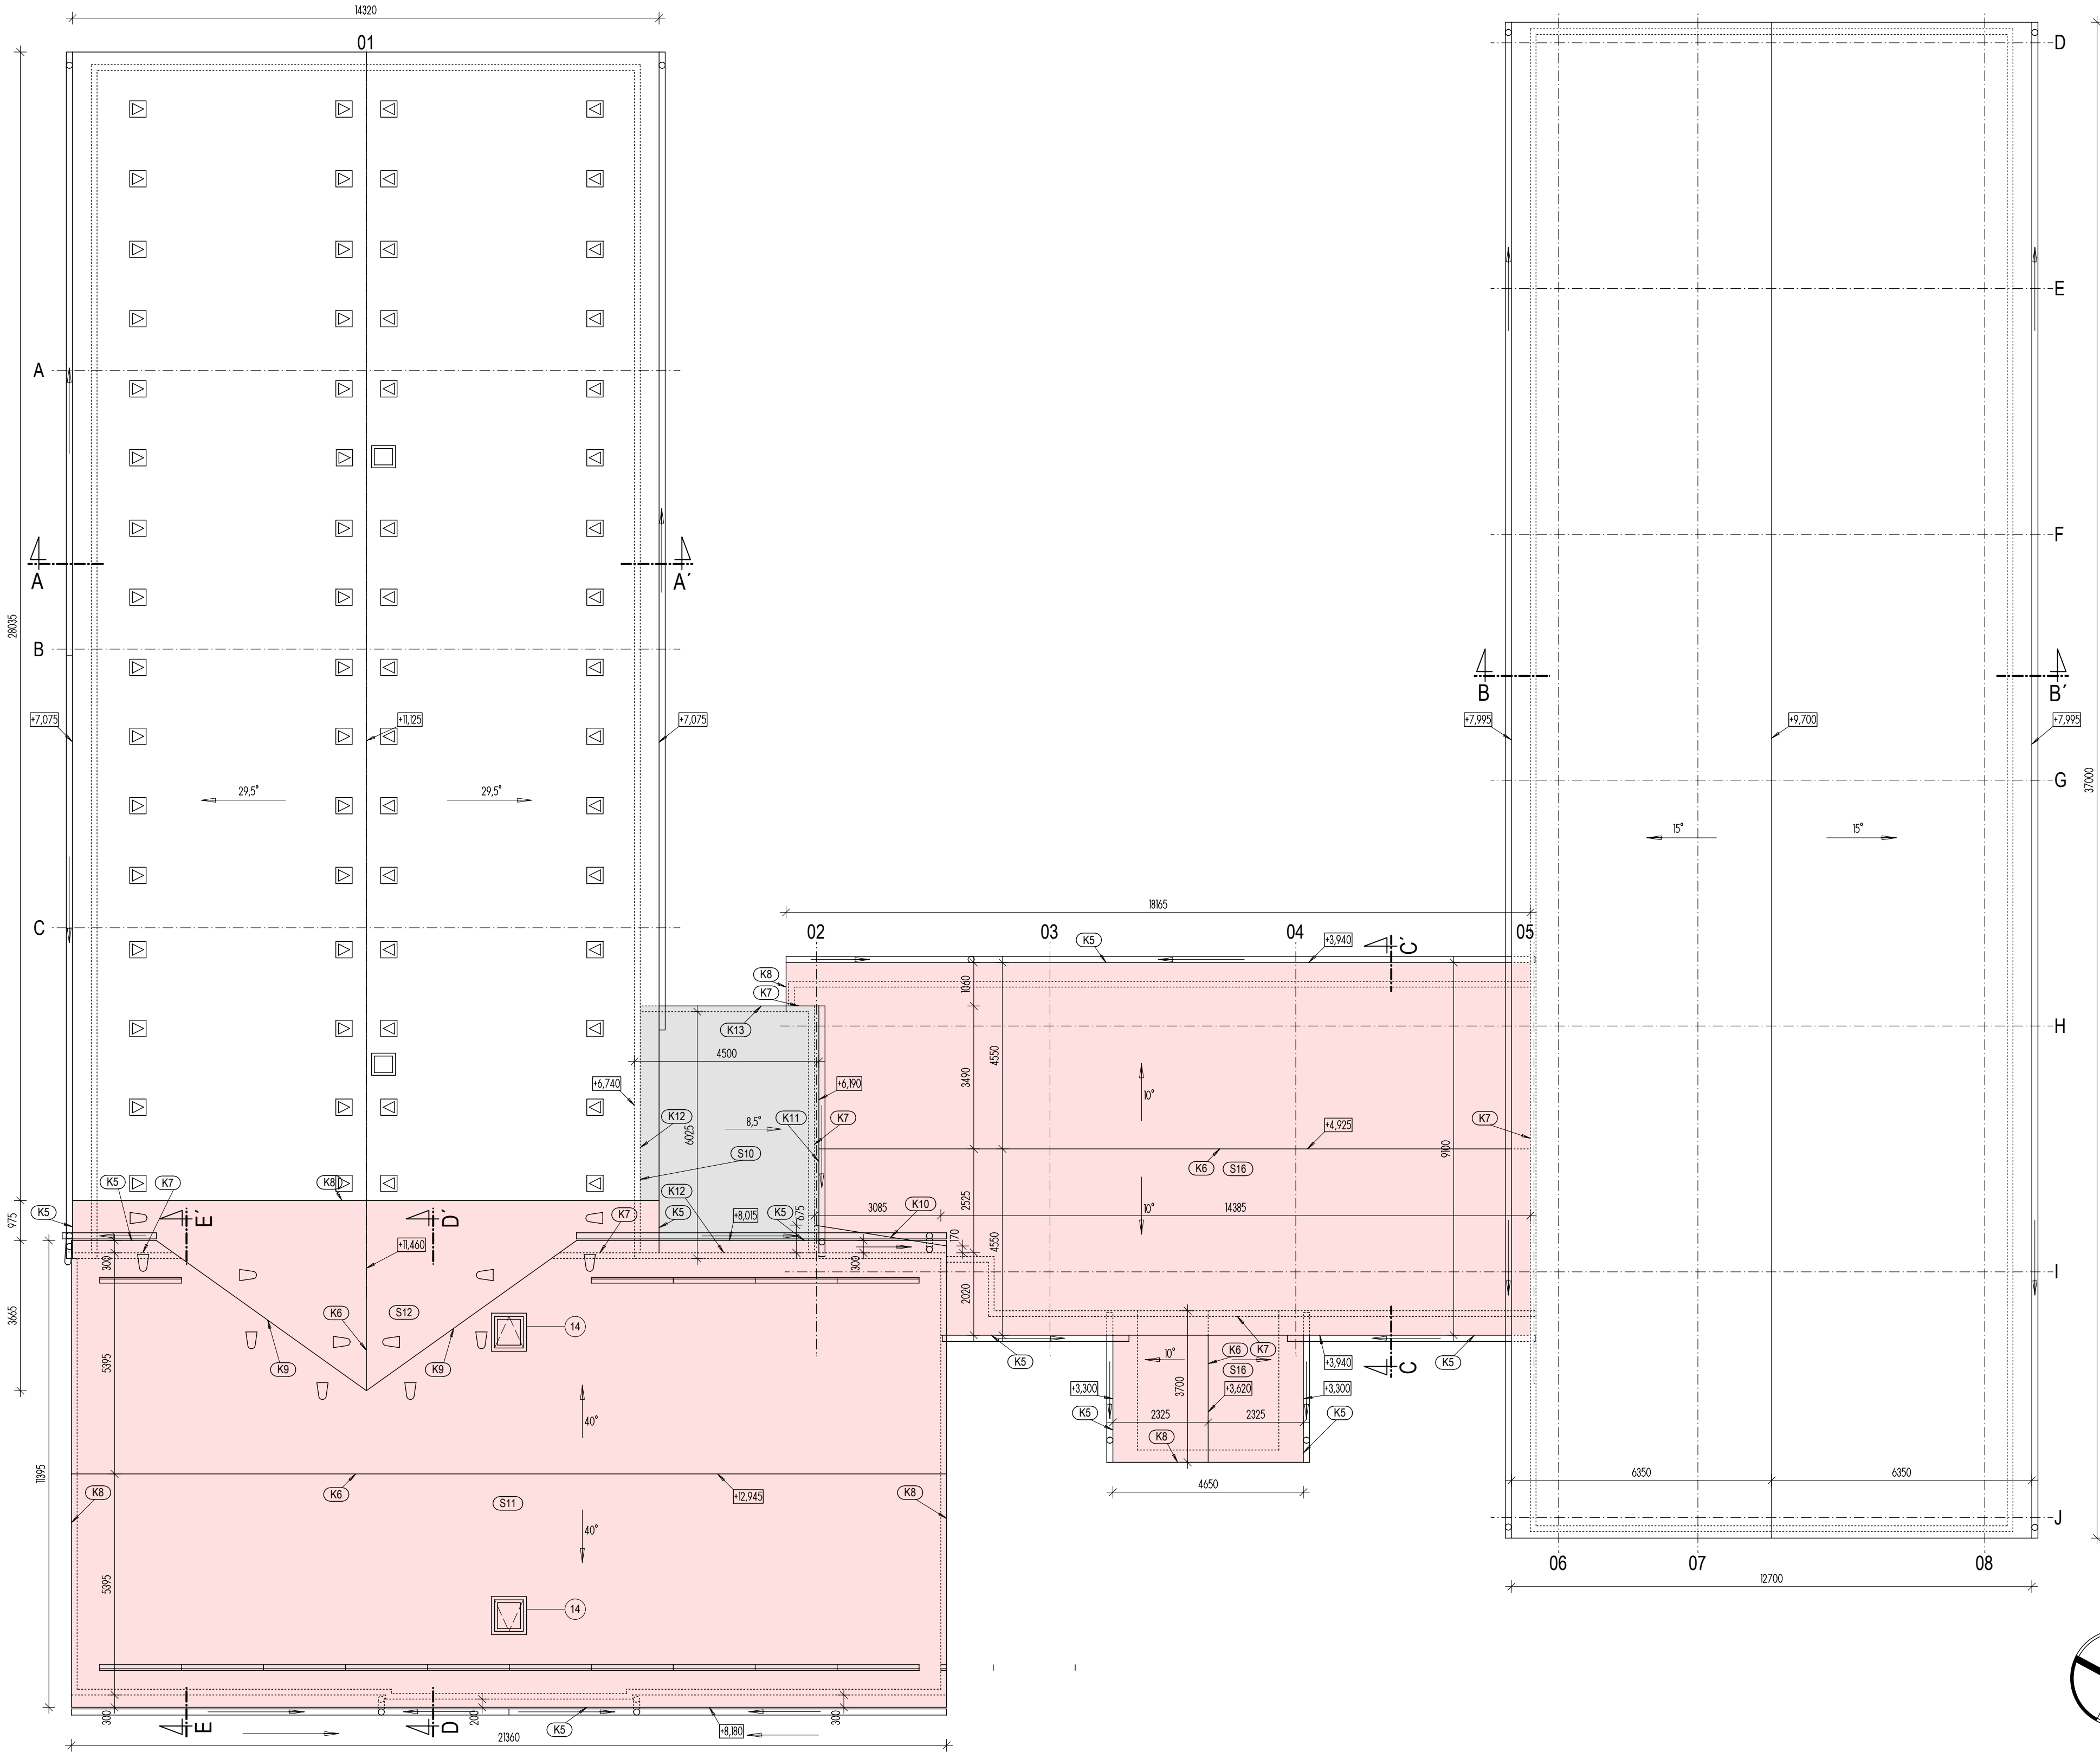 14320
01
D
A
E
F
A
A´
28035
B
B
B´
+7,075
+11,125
+7,075
+7,995
+9,700
+7,995
29,5°
29,5°
G
37000
15°
15°
C
18165
02
03
04
05
K5
+3,940
C'
K8
K7
1060
K13
H
4500
4550
3490
+6,740
+6,190
10°
K12
8,5°
K11
K7
6025
9100
K7
+4,925
S10
K6
S16
K5
K7
K8
K12
975
K5
E'
D'
K7
K5
+8,015
K5
675
3085
K10
2525
10°
14385
170
4550
+11,460
300
300
I
3665
2020
K6
S12
14
K9
K9
5395
K5
10°
K6
K7
S16
+3,940
C
K5
+3,300
3700
+3,620
+3,300
K5
2325
2325
K5
40°
K8
11395
K6
+12,945
K8
K8
S11
6350
6350
4650
40°
J
06
07
08
5395
12700
14
300
E
D
200
K5
300
+8,180
21360